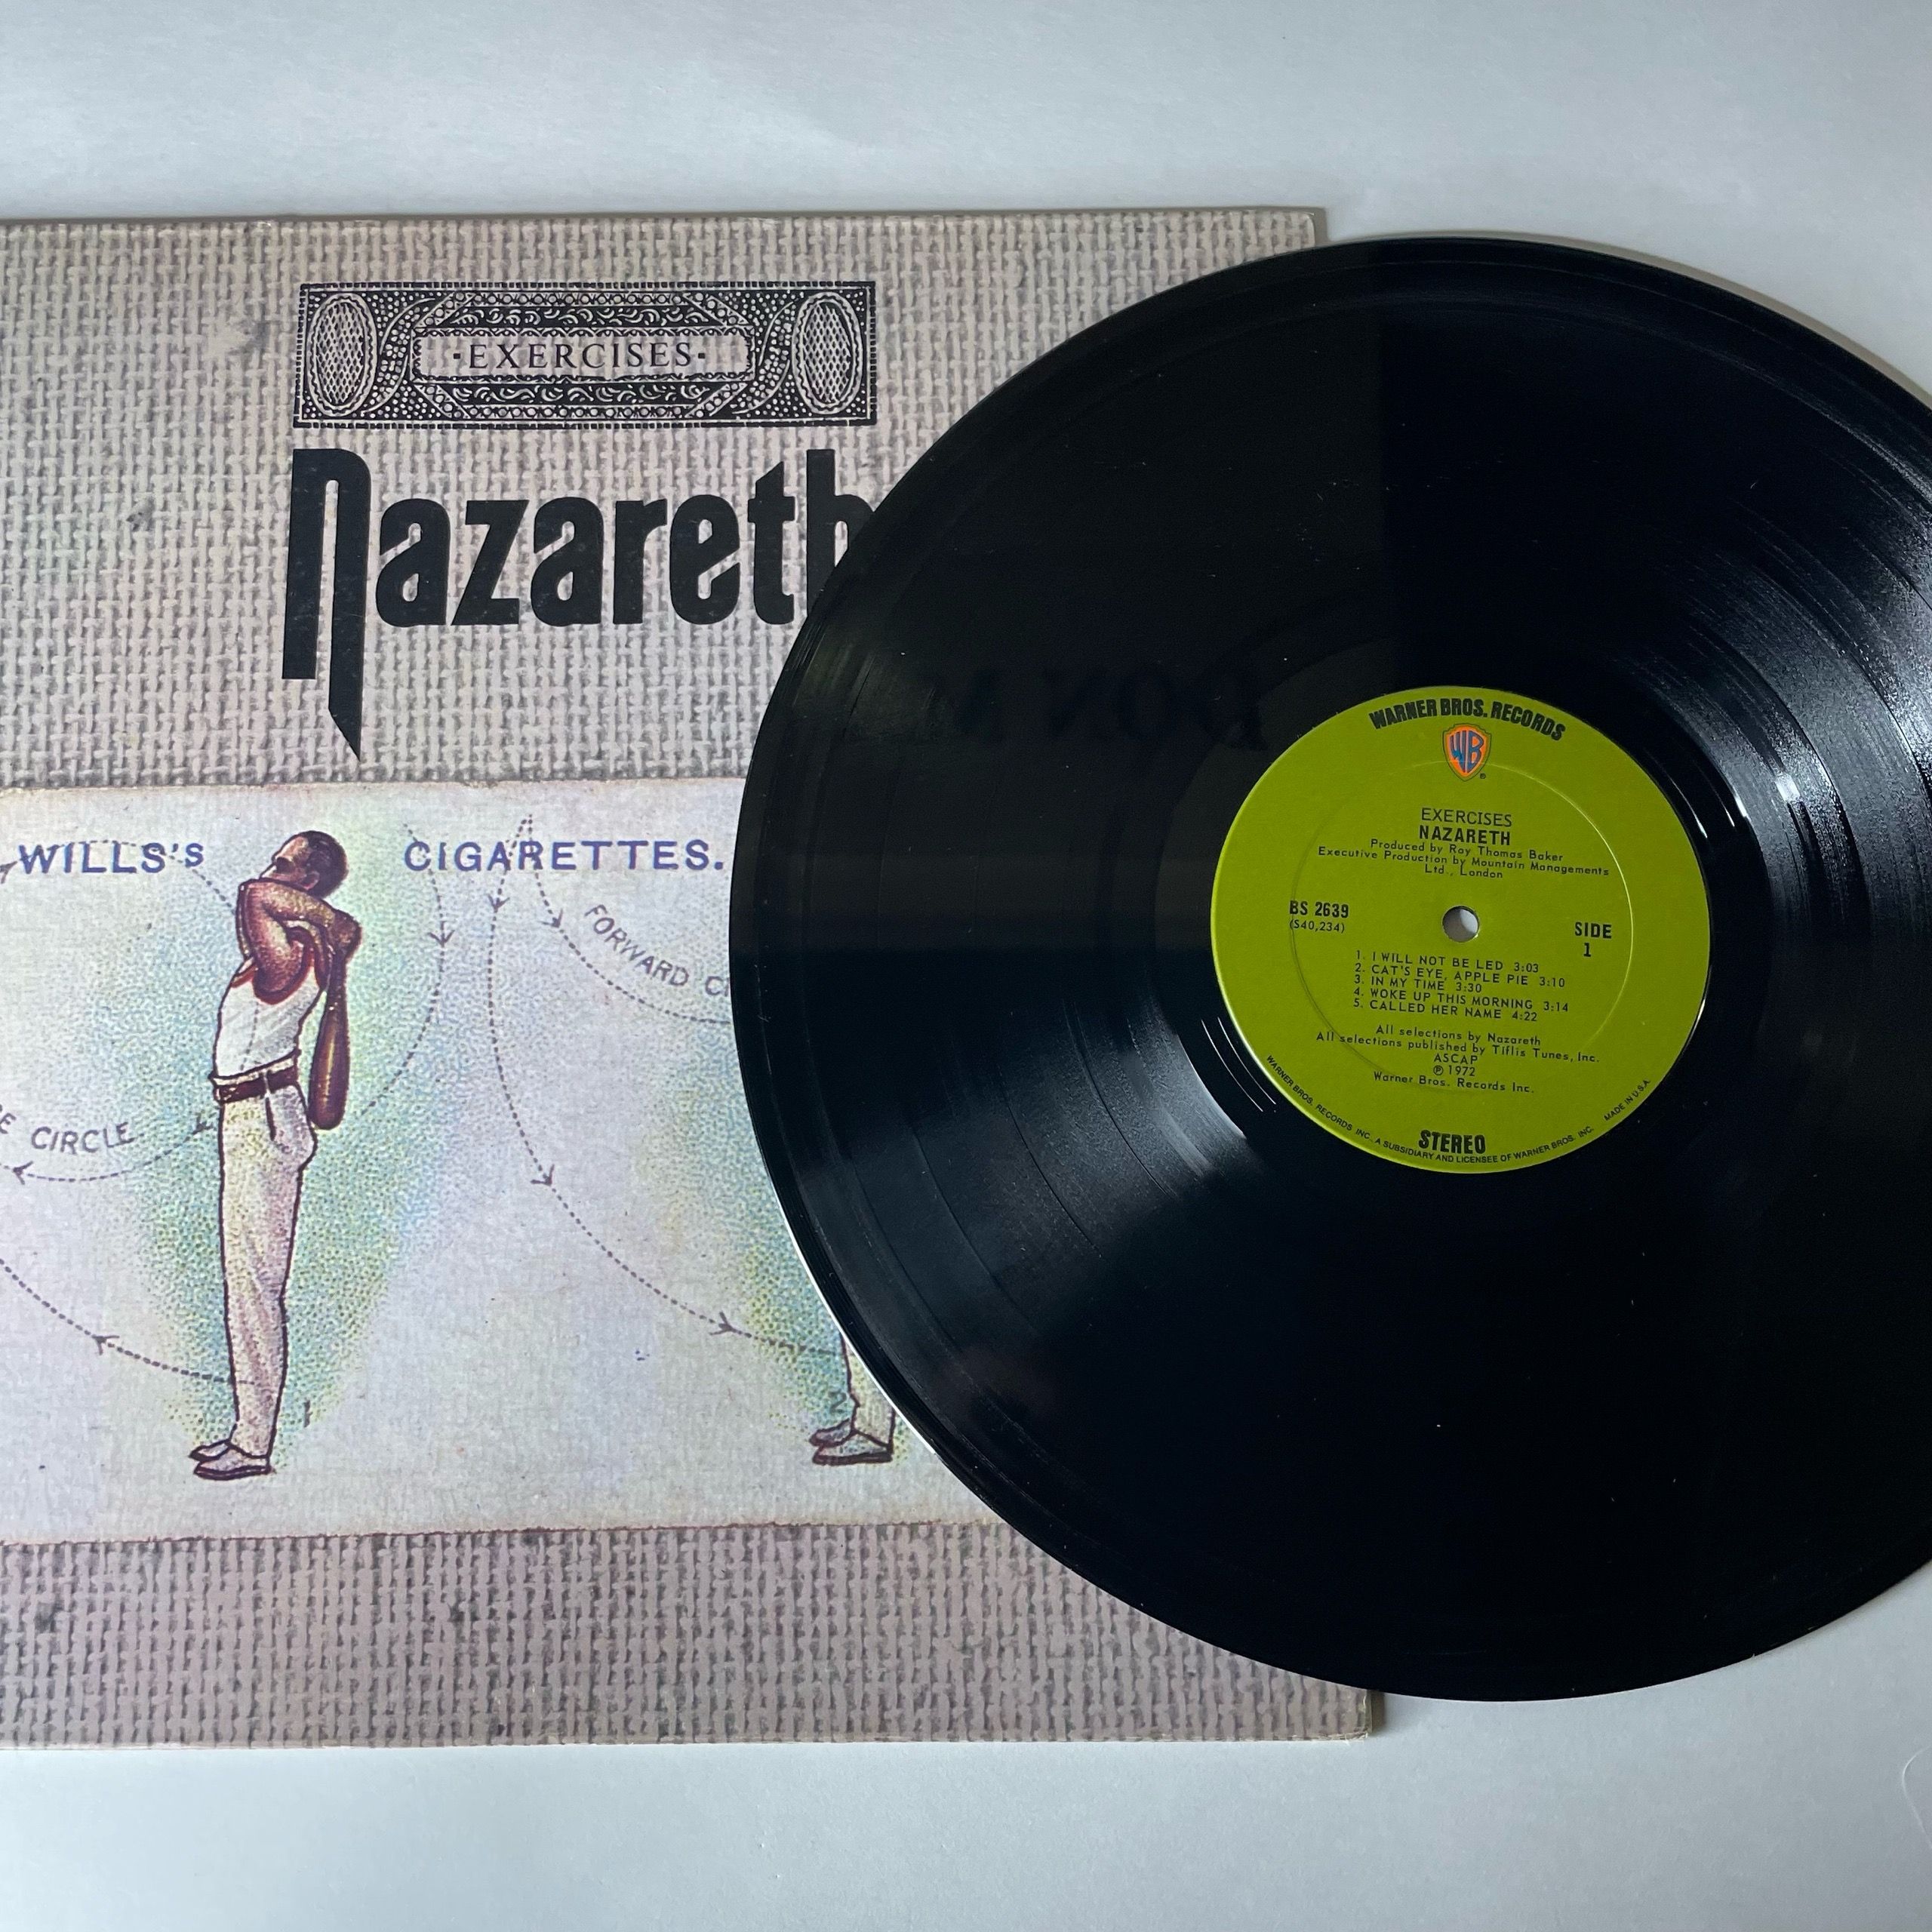 ·EXERCISES·
Nazareth
WILLS'S CIGARETTES.
FORWARD
CIRCLE
1
2
WARNER BROS. RECORDS
WB
®
EXERCISES
NAZARETH
Produced by Roy Thomas Baker
Executive Production by Mountain Managements
Ltd., London
BS 2639
(S40,234)
SIDE
1
1. I WILL NOT BE LED 3:03
2. CAT'S EYE, APPLE PIE 3:10
3. IN MY TIME 3:30
4. WOKE UP THIS MORNING 3:14
5. CALLED HER NAME 4:22
All selections by Nazareth
All selections published by Tiflis Tunes, Inc.
ASCAP
℗ 1972
Warner Bros. Records Inc.
STEREO
WARNER BROS. RECORDS INC. A SUBSIDIARY AND LICENSEE OF WARNER BROS. INC. MADE IN U.S.A.